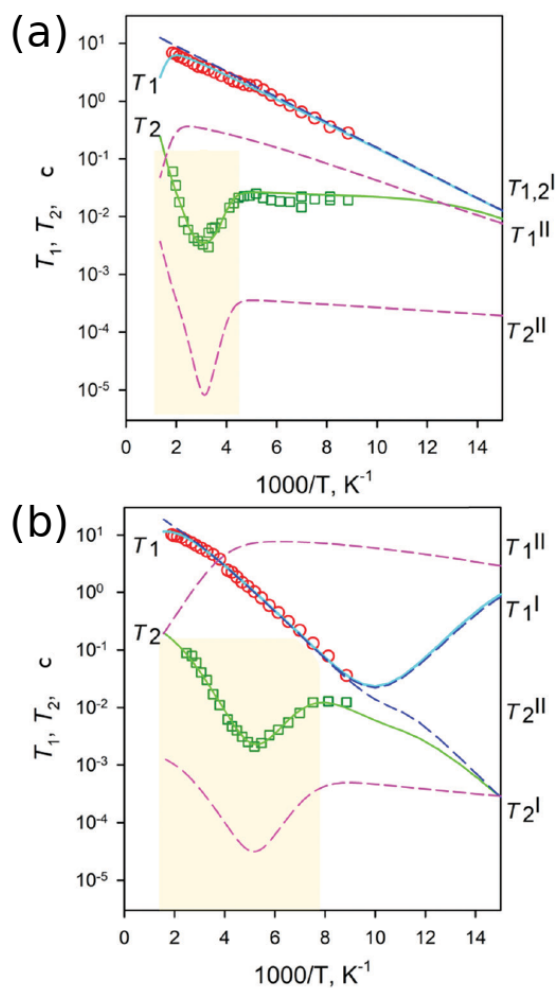 (a)
10¹
10⁰
10⁻¹
10⁻²
10⁻³
10⁻⁴
10⁻⁵
T1
T2
T₁, T₂, c
T1,2ᴵ
T1ᴵᴵ
T2ᴵᴵ
0 2 4 6 8 10 12 14
1000/T, K⁻¹
(b)
10¹
10⁰
10⁻¹
10⁻²
10⁻³
10⁻⁴
10⁻⁵
T1
T2
T₁, T₂, c
T1ᴵᴵ
T1ᴵ
T2ᴵᴵ
T2ᴵ
0 2 4 6 8 10 12 14
1000/T, K⁻¹